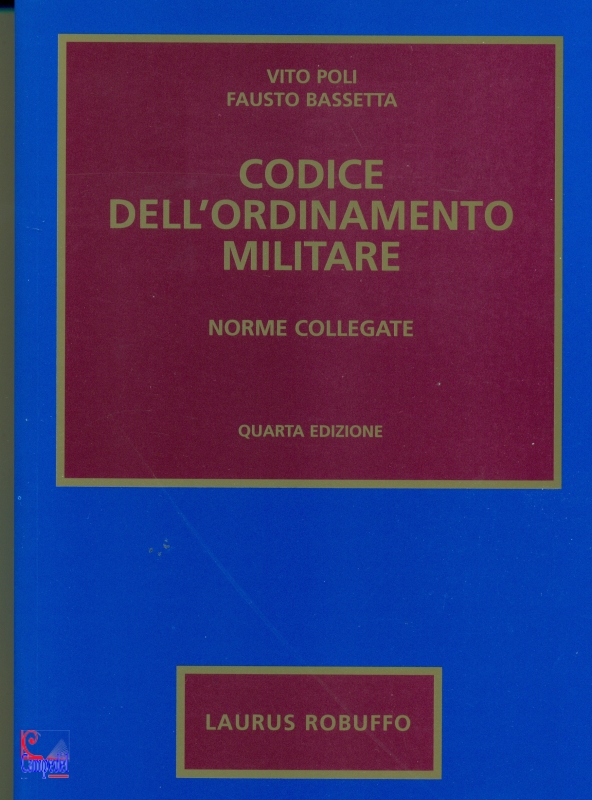 VITO POLI
FAUSTO BASSETTA
CODICE
DELL'ORDINAMENTO
MILITARE
NORME COLLEGATE
QUARTA EDIZIONE
LAURUS ROBUFFO